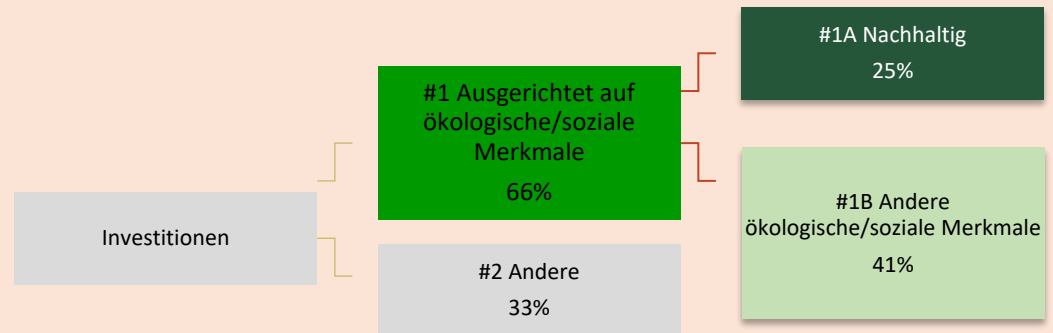 Investitionen
#1 Ausgerichtet auf
ökologische/soziale
Merkmale
66%
#2 Andere
33%
#1A Nachhaltig
25%
#1B Andere
ökologische/soziale Merkmale
41%